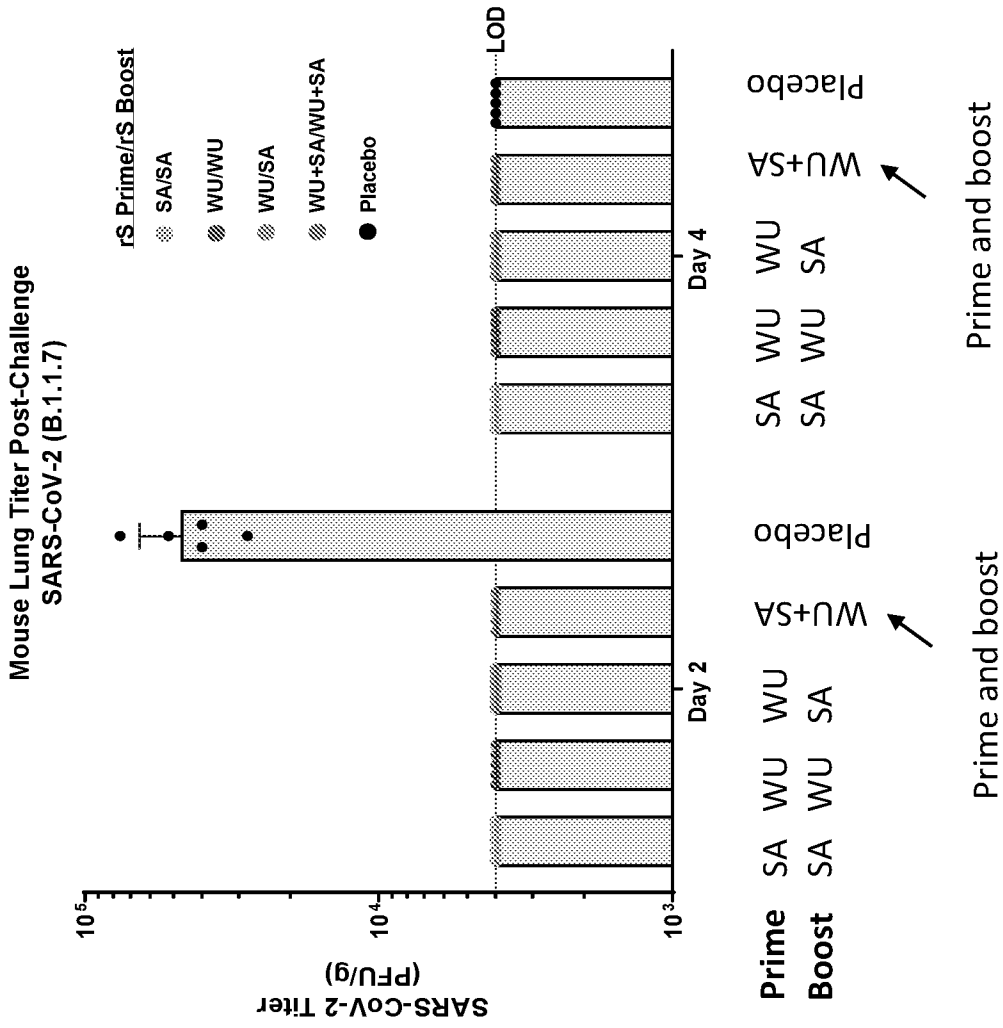 Mouse Lung Titer Post-Challenge
SARS-CoV-2 (B.1.1.7)
SARS-CoV-2 Titer
(PFU/g)
10⁵
10⁴
10³
LOD
rS Prime/rS Boost
SA/SA
WU/WU
WU/SA
WU+SA/WU+SA
Placebo
Day 2
Day 4
Prime SA WU WU WU+SA Placebo SA WU WU WU+SA Placebo
Boost SA WU SA SA WU SA
Prime and boost
Prime and boost